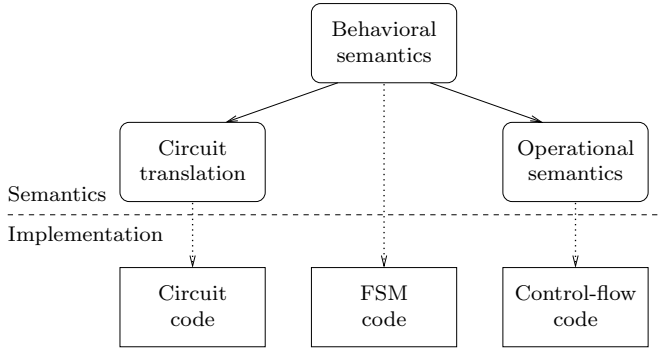 Behavioral
semantics
Circuit
translation
Operational
semantics
Semantics
Implementation
Circuit
code
FSM
code
Control-flow
code